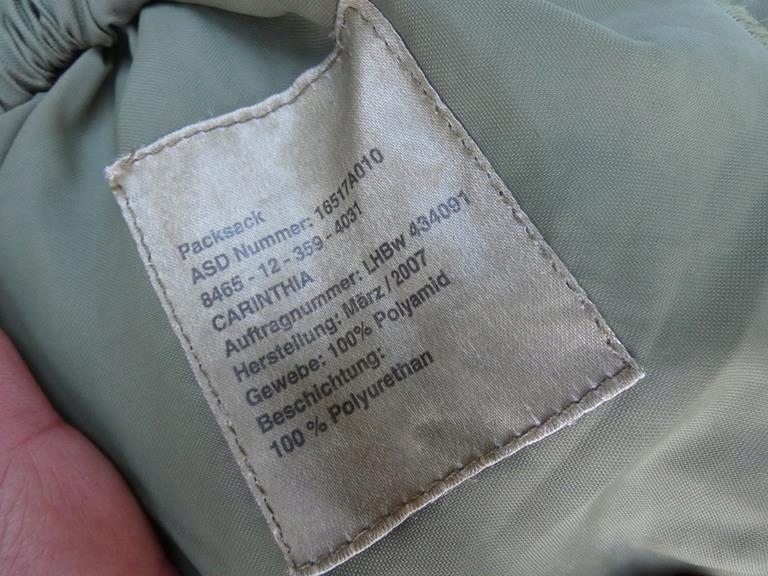 Packsack
ASD Nummer: 16517A010
8465 - 12 - 359 - 4031
CARINTHIA
Auftragnummer: LHBw 434091
Herstellung: März / 2007
Gewebe: 100% Polyamid
Beschichtung:
100 % Polyurethan